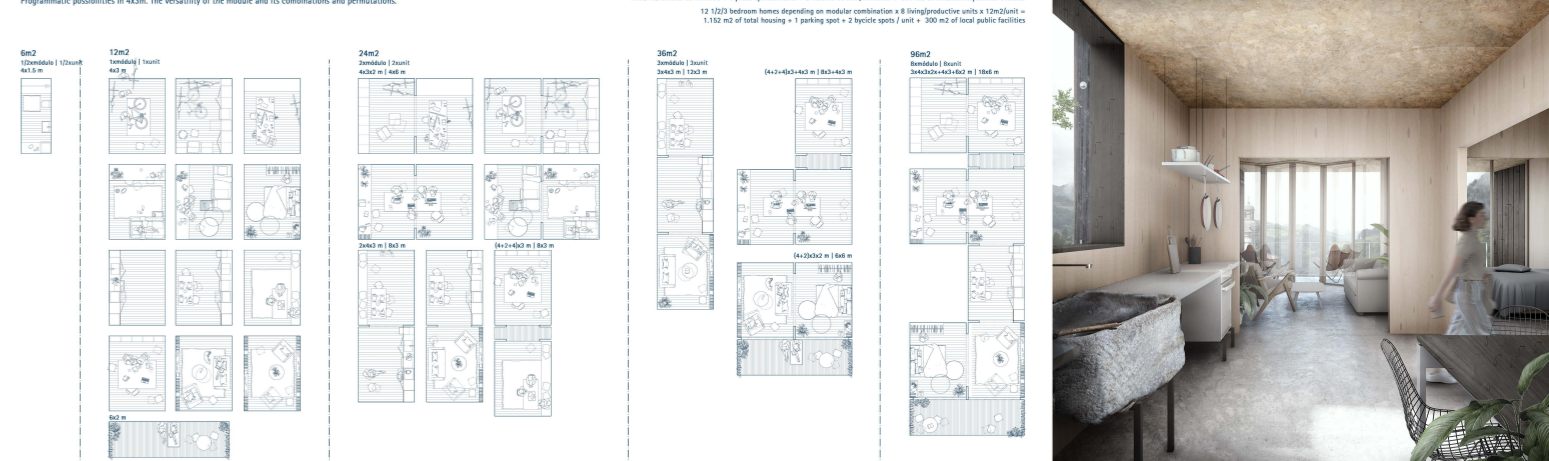 Programmatic possibilities in 4x3m. The versatility of the module and its combinations and permutations.
12 1/2/3 bedroom homes depending on modular combination x 8 living/productive units x 12m2/unit =
1.152 m2 of total housing + 1 parking spot + 2 bycicle spots / unit + 300 m2 of local public facilities
6m2
1/2xmódulo | 1/2xunit
4x1.5 m
12m2
1xmódulo | 1xunit
4x3 m
6x2 m
24m2
2xmódulo | 2xunit
4x3x2 m | 4x6 m
2x4x3 m | 8x3 m
(4+2+4)x3 m | 8x3 m
36m2
3xmódulo | 3xunit
3x4x3 m | 12x3 m
(4+2+4)x3+4x3 m | 8x3+4x3 m
(4+2)x3x2 m | 6x6 m
96m2
8xmódulo | 8xunit
3x4x3x2x+4x3+6x2 m | 18x6 m